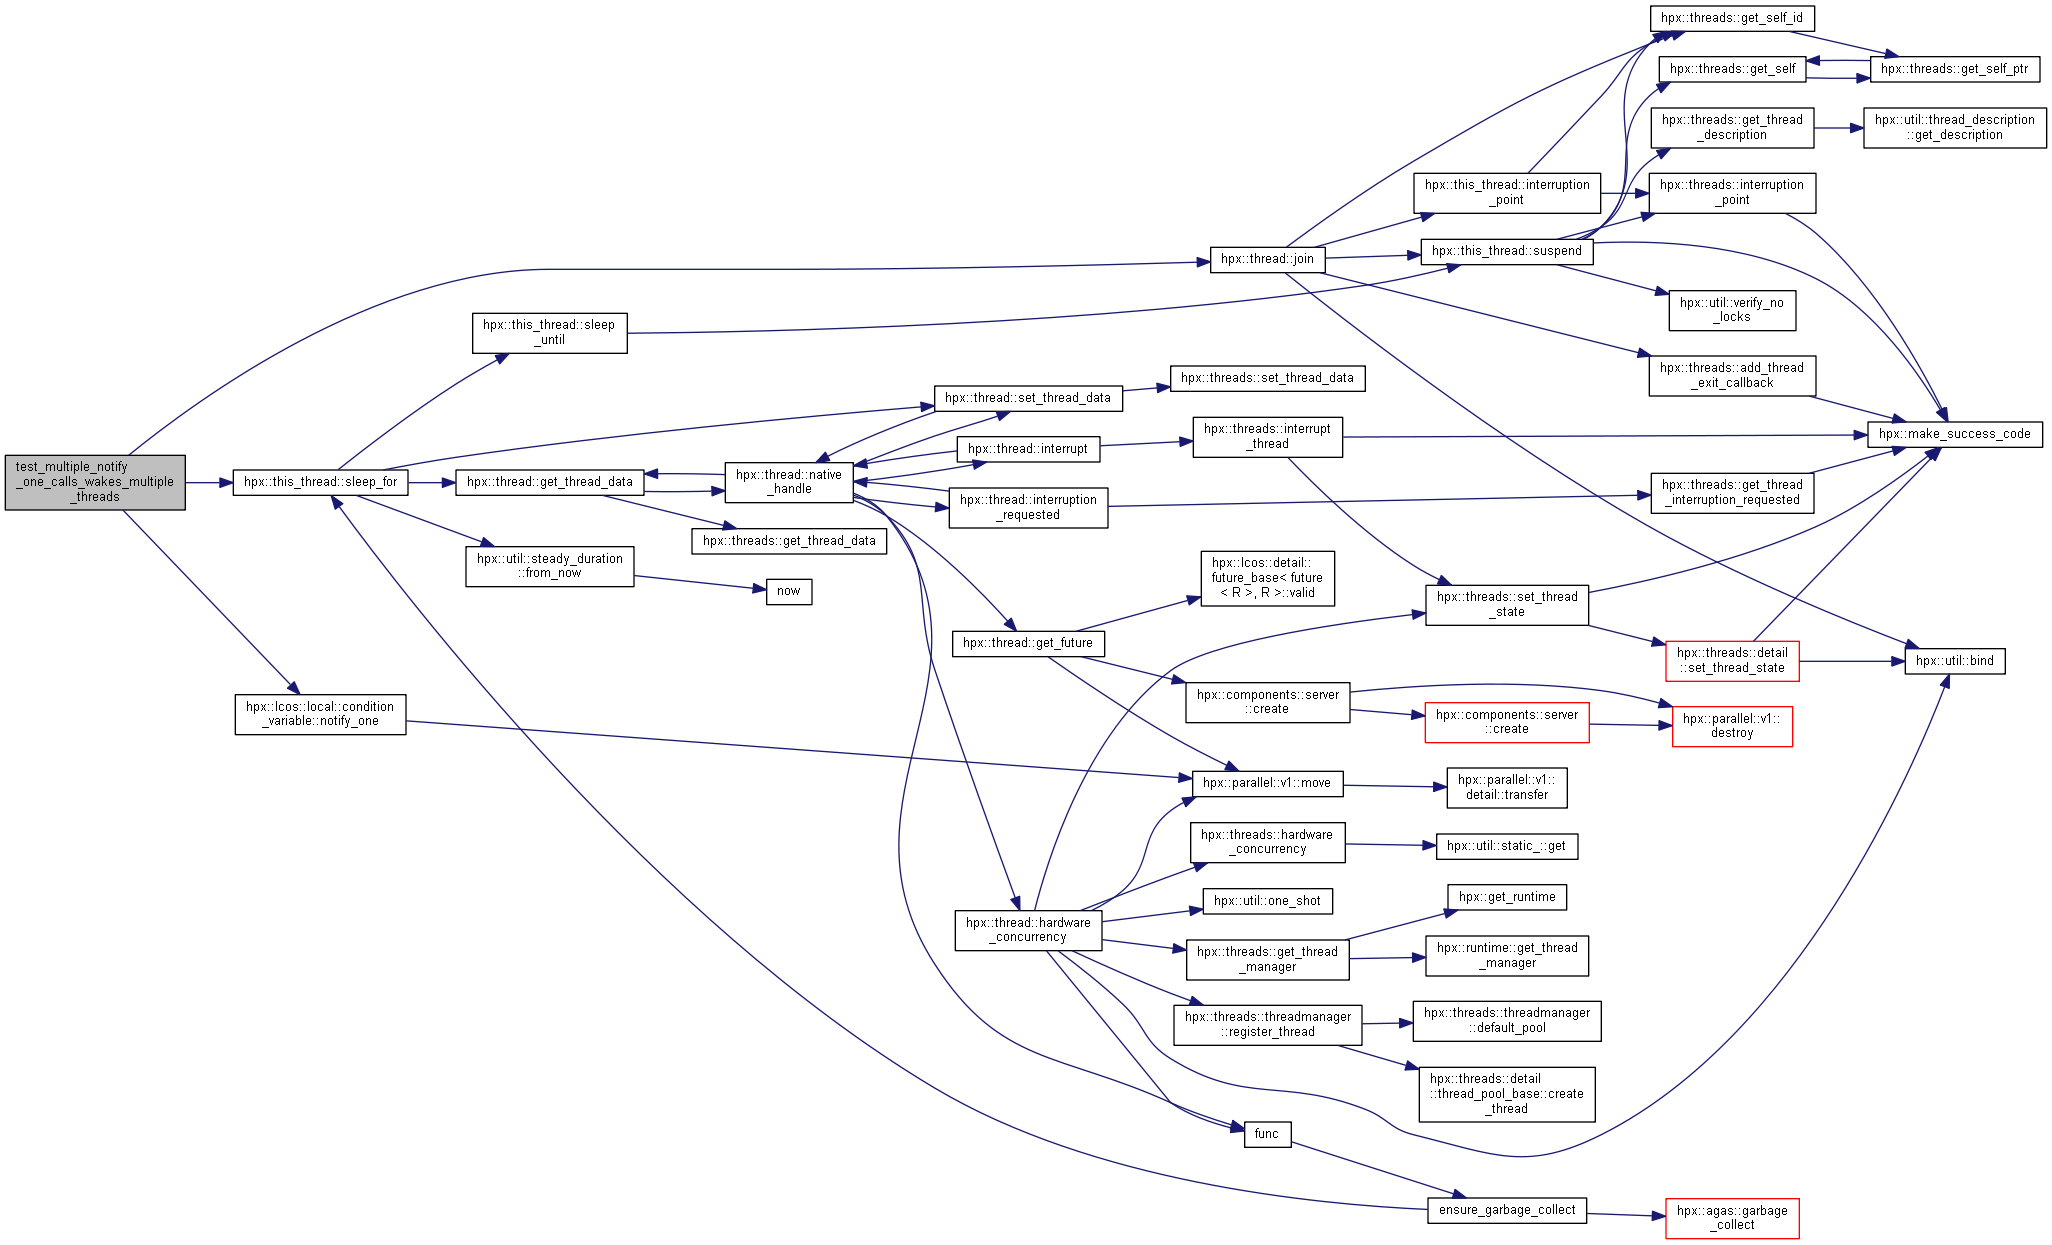 test_multiple_notify
_one_calls_wakes_multiple
_threads
hpx::this_thread::sleep_for
hpx::lcos::local::condition
_variable::notify_one
hpx::this_thread::sleep
_until
hpx::thread::get_thread_data
hpx::util::steady_duration
::from_now
hpx::thread::native
_handle
hpx::threads::get_thread_data
now
hpx::thread::set_thread_data
hpx::thread::interrupt
hpx::thread::interruption
_requested
hpx::thread::get_future
hpx::thread::hardware
_concurrency
hpx::thread::join
hpx::threads::set_thread_data
hpx::threads::interrupt
_thread
hpx::lcos::detail::
future_base< future
< R >, R >::valid
hpx::components::server
::create
hpx::parallel::v1::move
hpx::threads::hardware
_concurrency
hpx::util::one_shot
hpx::threads::get_thread
_manager
hpx::threads::threadmanager
::register_thread
func
hpx::this_thread::interruption
_point
hpx::this_thread::suspend
hpx::threads::set_thread
_state
hpx::components::server
::create
hpx::parallel::v1::
detail::transfer
hpx::util::static_::get
hpx::get_runtime
hpx::runtime::get_thread
_manager
hpx::threads::threadmanager
::default_pool
hpx::threads::detail
::thread_pool_base::create
_thread
ensure_garbage_collect
hpx::threads::get_self_id
hpx::threads::get_self
hpx::threads::get_thread
_description
hpx::threads::interruption
_point
hpx::util::verify_no
_locks
hpx::threads::add_thread
_exit_callback
hpx::threads::get_thread
_interruption_requested
hpx::threads::detail
::set_thread_state
hpx::parallel::v1::
destroy
hpx::agas::garbage
_collect
hpx::threads::get_self_ptr
hpx::util::thread_description
::get_description
hpx::make_success_code
hpx::util::bind